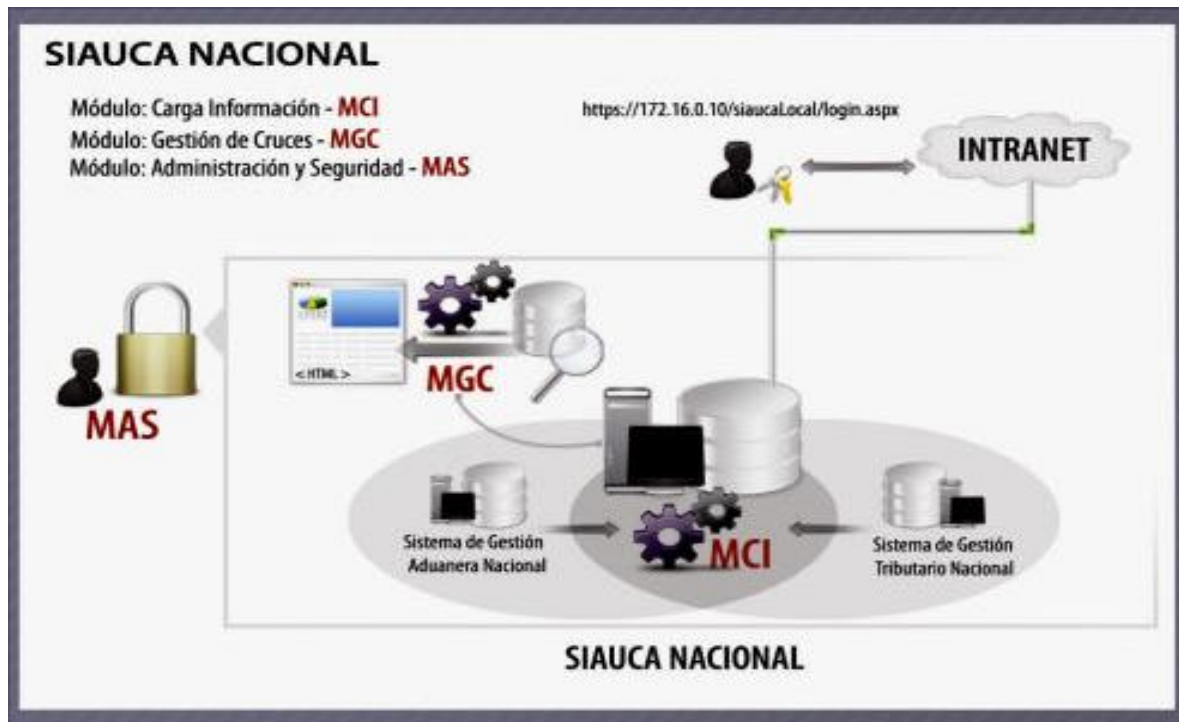 SIAUCA NACIONAL
Módulo: Carga Información - MCI
Módulo: Gestión de Cruces - MGC
Módulo: Administración y Seguridad - MAS
https://172.16.0.10/siaucaLocal/login.aspx
INTRANET
< HTML >
MGC
MAS
Sistema de Gestión
Aduanera Nacional
MCI
Sistema de Gestión
Tributario Nacional
SIAUCA NACIONAL